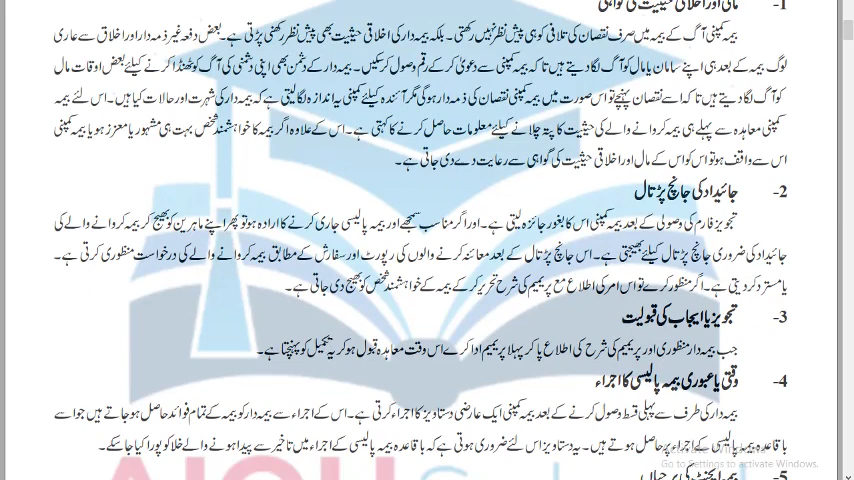 1- مالی اور اخلاقی حیثیت کی گواہی
بیمہ کمپنی آگ کے بیمہ میں صرف نقصان کی تلافی کو ہی پیش نظر نہیں رکھتی۔ بلکہ بیمہ دار کی اخلاقی حیثیت بھی پیش نظر رکھنی پڑتی ہے۔ بعض دفعہ غیر ذمہ دار اور اخلاق سے عاری
لوگ بیمہ کے بعد ہی اپنے سامان یا مال کو آگ لگا دیتے ہیں تاکہ بیمہ کمپنی سے دعویٰ کر کے رقم وصول کر سکیں۔ بیمہ دار کے دشمن بھی اپنی دشمنی کی آگ کو ٹھنڈا کرنے کیلئے بعض اوقات مال
کو آگ لگا دیتے ہیں تاکہ اسے نقصان پہنچے تو اس صورت میں بیمہ کمپنی نقصان کی ذمہ دار ہوگی مگر آئندہ کیلئے کمپنی یہ اندازہ لگا لیتی ہے کہ بیمہ دار کی شہرت اور حالات کیا ہیں۔ اس لئے بیمہ
کمپنی معاہدہ سے پہلے ہی بیمہ کروانے والے کی حیثیت کا پتہ چلانے کیلئے معلومات حاصل کرنے کا کہتی ہے۔ اس کے علاوہ اگر بیمہ کا خواہشمند شخص بہت ہی مشہور یا معزز ہو یا بیمہ کمپنی
اس سے واقف ہو تو اس کو اس کے مال اور اخلاقی حیثیت کی گواہی سے رعایت دے دی جاتی ہے۔
2- جائیداد کی جانچ پڑتال
تجویز فارم کی وصولی کے بعد بیمہ کمپنی اس کا بغور جائزہ لیتی ہے۔ اور اگر مناسب سمجھے اور بیمہ پالیسی جاری کرنے کا ارادہ ہو تو پھر اپنے ماہرین کو بھیج کر بیمہ کروانے والے کی
جائیداد کی ضروری جانچ پڑتال کیلئے بھیجتی ہے۔ اس جانچ پڑتال کے بعد معائنہ کرنے والوں کی رپورٹ اور سفارش کے مطابق بیمہ کروانے والے کی درخواست منظوری کرتی ہے۔
یا مسترد کر دیتی ہے۔ اگر منظور کرے تو اس امر کی اطلاع مع پریمیم کی شرح تحریر کر کے بیمہ کے خواہشمند شخص کو بھیج دی جاتی ہے۔
3- تجویز یا ایجاب کی قبولیت
جب بیمہ دار منظوری اور پریمیم کی شرح کی اطلاع پا کر پہلا پریمیم ادا کرے اس وقت معاہدہ قبول ہو کر یہ تکمیل کو پہنچتا ہے۔
4- وقتی یا عبوری بیمہ پالیسی کا اجراء
بیمہ دار کی طرف سے پہلی قسط وصول کرنے کے بعد بیمہ کمپنی ایک عارضی دستاویز کا اجراء کرتی ہے۔ اس کے اجراء سے بیمہ دار کو بیمہ کے تمام فوائد حاصل ہو جاتے ہیں جو اسے
باقاعدہ بیمہ پالیسی کے اجراء پر حاصل ہوتے ہیں۔ یہ دستاویز اس لئے ضروری ہوتی ہے کہ باقاعدہ بیمہ پالیسی کے اجراء میں تاخیر سے پیدا ہونے والے خلا کو پورا کیا جا سکے۔
Go to Settings to activate Windows.
5-